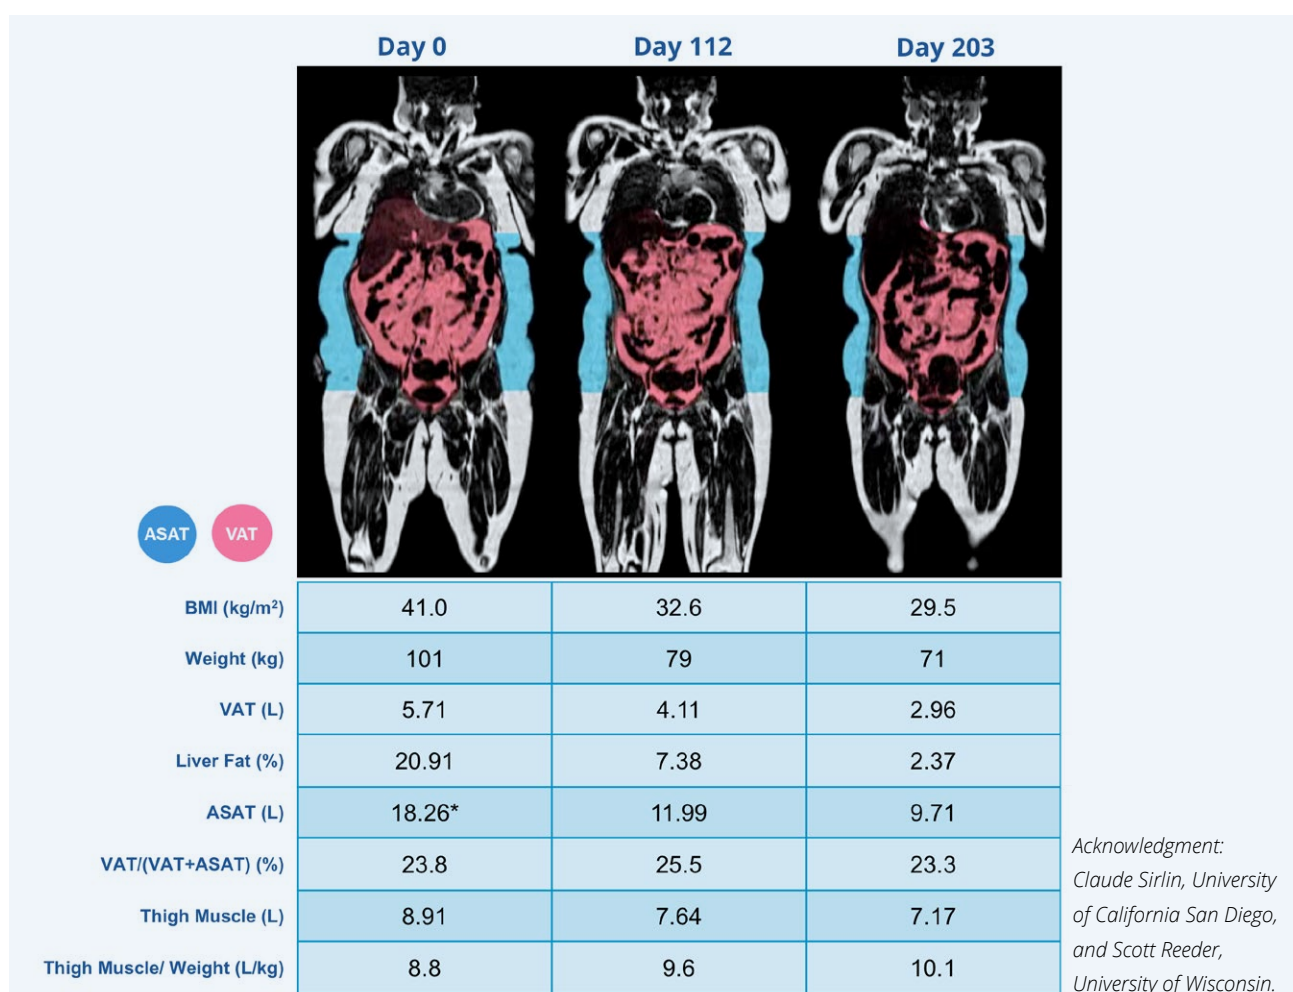 Day 0 Day 112 Day 203
ASAT VAT
BMI (kg/m²) 41.0 32.6 29.5
Weight (kg) 101 79 71
VAT (L) 5.71 4.11 2.96
Liver Fat (%) 20.91 7.38 2.37
ASAT (L) 18.26* 11.99 9.71
VAT/(VAT+ASAT) (%) 23.8 25.5 23.3
Thigh Muscle (L) 8.91 7.64 7.17
Thigh Muscle/ Weight (L/kg) 8.8 9.6 10.1
Acknowledgment:
Claude Sirlin, University
of California San Diego,
and Scott Reeder,
University of Wisconsin.